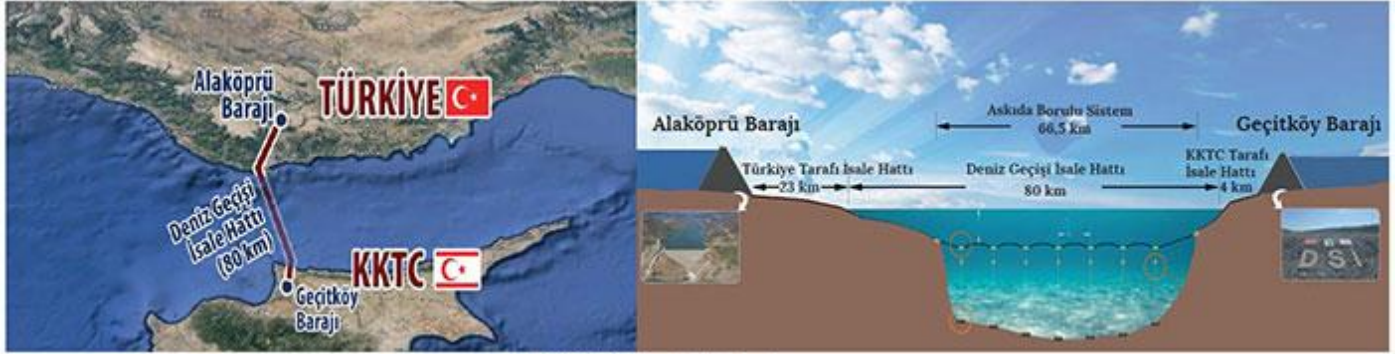 Alaköprü
Barajı
TÜRKİYE
Deniz Geçişi
İsale Hattı
(80 km)
KKTC
Geçitköy
Barajı
Askıda Borulu Sistem
66,5 km
Alaköprü Barajı
Geçitköy Barajı
Türkiye Tarafı İsale Hattı
23 km
Deniz Geçişi İsale Hattı
80 km
KKTC Tarafı
İsale Hattı
4 km
DSİ